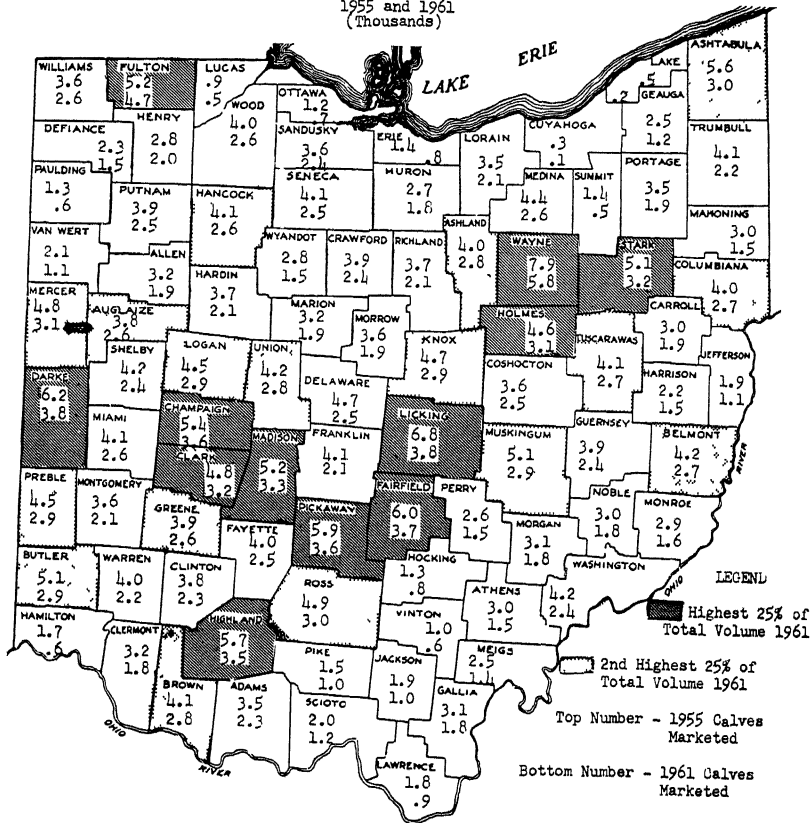 1955 and 1961
(Thousands)
LAKE ERIE
WILLIAMS
3.6
2.6
FULTON
5.2
4.7
LUCAS
.9
.5
OTTAWA
1.2
WOOD
4.0
2.6
HENRY
2.8
2.0
DEFIANCE
2.3
1.5
SANDUSKY
3.6
2.4
ERIE
1.4
.8
LORAIN
3.5
2.1
CUYAHOGA
.3
.1
LAKE
.5
.2
GEAUGA
2.5
1.2
ASHTABULA
5.6
3.0
TRUMBULL
4.1
2.2
PAULDING
1.3
.6
PUTNAM
3.9
2.5
HANCOCK
4.1
2.6
SENECA
4.1
2.5
HURON
2.7
1.8
MEDINA
4.4
2.6
SUMMIT
1.4
.5
PORTAGE
3.5
1.9
MAHONING
3.0
1.5
VAN WERT
2.1
1.1
ALLEN
3.2
1.9
HARDIN
3.7
2.1
WYANDOT
2.8
1.5
CRAWFORD
3.9
2.4
RICHLAND
3.7
2.1
ASHLAND
4.0
2.8
WAYNE
7.9
5.8
STARK
5.1
3.2
COLUMBIANA
4.0
2.7
MERCER
4.8
3.1
AUGLAIZE
3.8
2.6
MARION
3.2
1.9
MORROW
3.6
1.9
KNOX
4.7
2.9
HOLMES
4.6
3.1
TUSCARAWAS
4.1
2.7
CARROLL
3.0
1.9
JEFFERSON
1.9
1.1
SHELBY
4.2
2.4
LOGAN
4.5
2.9
UNION
4.2
2.8
DELAWARE
4.7
2.5
COSHOCTON
3.6
2.5
HARRISON
2.2
1.5
DARKE
6.2
3.8
MIAMI
4.1
2.6
CHAMPAIGN
5.4
3.6
CLARK
4.8
3.2
MADISON
5.2
3.3
FRANKLIN
4.1
2.1
LICKING
6.8
3.8
MUSKINGUM
5.1
2.9
GUERNSEY
3.9
2.4
BELMONT
4.2
2.7
RIVER
PREBLE
4.5
2.9
MONTGOMERY
3.6
2.1
GREENE
3.9
2.6
FAYETTE
4.0
2.5
PICKAWAY
5.9
3.6
FAIRFIELD
6.0
3.7
PERRY
2.6
1.5
MORGAN
3.1
1.8
NOBLE
3.0
1.8
MONROE
2.9
1.6
BUTLER
5.1
2.9
WARREN
4.0
2.2
CLINTON
3.8
2.3
ROSS
4.9
3.0
HOCKING
1.3
.8
ATHENS
3.0
1.5
WASHINGTON
4.2
2.4
OHIO
HAMILTON
1.7
.6
CLERMONT
3.2
1.8
HIGHLAND
5.7
3.5
PIKE
1.5
1.0
VINTON
1.0
.6
JACKSON
1.9
1.0
MEIGS
2.5
1.4
GALLIA
3.1
1.8
BROWN
4.1
2.8
ADAMS
3.5
2.3
SCIOTO
2.0
1.2
LAWRENCE
1.8
.9
OHIO
RIVER
LEGEND
Highest 25% of
Total Volume 1961
2nd Highest 25% of
Total Volume 1961
Top Number - 1955 Calves
Marketed
Bottom Number - 1961 Calves
Marketed